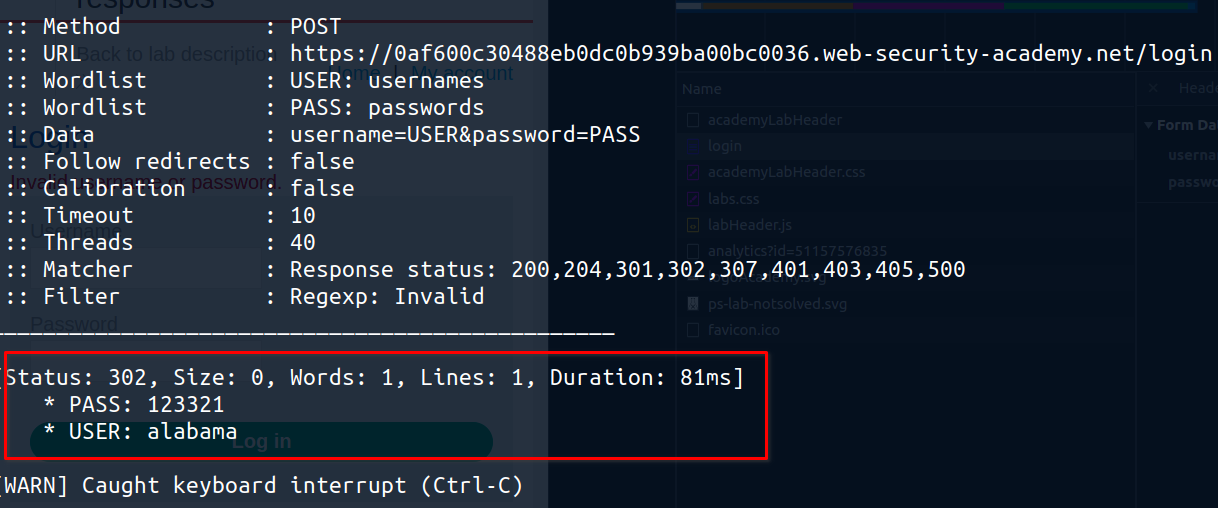 responses
:: Method : POST
Back to lab description
:: URL : https://0af600c30488eb0dc0b939ba00bc0036.web-security-academy.net/login
Home | My account
:: Wordlist : USER: usernames
Name
Heade
:: Wordlist : PASS: passwords
academyLabHeader
Form Da
:: Data : username=USER&password=PASS
Login
login
userna
:: Follow redirects : false
academyLabHeader.css
passwo
Invalid username or password.
:: Calibration : false
labs.css
:: Timeout : 10
labHeader.js
Username
:: Threads : 40
analytics?id=51157576835
:: Matcher : Response status: 200,204,301,302,307,401,403,405,500
logoAcademy.svg
:: Filter : Regexp: Invalid
ps-lab-notsolved.svg
Password
favicon.ico
[Status: 302, Size: 0, Words: 1, Lines: 1, Duration: 81ms]
* PASS: 123321
* USER: alabama
Log in
[WARN] Caught keyboard interrupt (Ctrl-C)